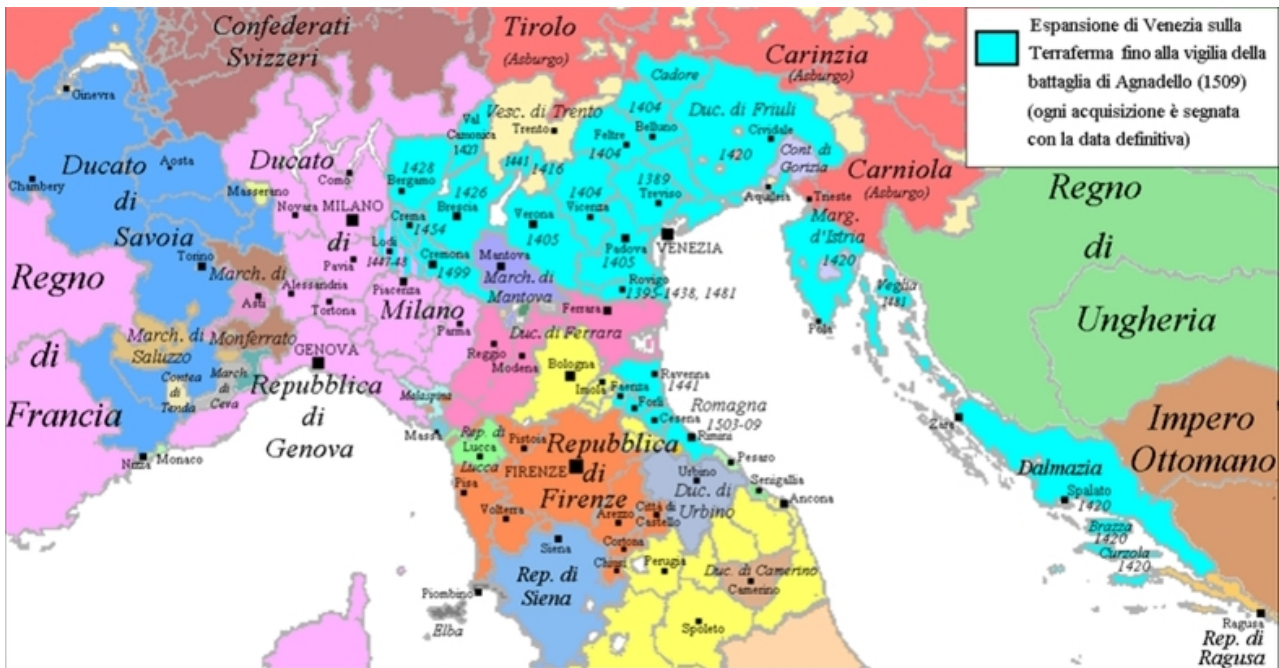 Espansione di Venezia sulla
Terraferma fino alla vigilia della
battaglia di Agnadello (1509)
(ogni acquisizione è segnata
con la data definitiva)
Confederati
Svizzeri
Tirolo
(Asburgo)
Carinzia
(Asburgo)
Carniola
(Asburgo)
Ginevra
Chambery
Aosta
Ducato
di
Savoia
Masserano
Torino
Regno
di
Francia
Ducato
di
Milano
Como
MILANO
Novara
Pavia
Lodi
1447-48
Piacenza
Parma
Alessandria
Tortona
Asti
March. di
Monferrato
March. di
Saluzzo
Contea
di
Tenda
March
di
Ceva
Nizza
Monaco
GENOVA
Repubblica
di
Genova
Malaspina
Massa
Val
Camonica
1427
1428
Bergamo
1426
Brescia
Crema
1454
Cremona
1499
Vesc. di Trento
Trento
1441
1416
Verona
1405
1404
Vicenza
Feltre
1404
Cadore
1404
Belluno
1389
Treviso
Padova
1405
VENEZIA
Rovigo
1395-1438, 1481
Duc. di Friuli
Cividale
1420
Cont di
Gorizia
Aquileia
Trieste
Marg.
d'Istria
1420
Pola
Veglia
1481
Mantova
March. di
Mantova
Ferrara
Duc. di Ferrara
Reggio
Modena
Bologna
Imola
Faenza
Forlì
Cesena
Ravenna
1441
Romagna
1503-09
Rimini
Pesaro
Senigallia
Ancona
Urbino
Duc. di
Urbino
Rep. di
Lucca
Lucca
Pistoia
FIRENZE
Repubblica
di
Firenze
Pisa
Volterra
Arezzo
Città di
Castello
Cortona
Chiusi
Siena
Rep. di
Siena
Perugia
Duc. di Camerino
Camerino
Spoleto
Piombino
Elba
Regno
di
Ungheria
Impero
Ottomano
Zara
Dalmazia
Spalato
1420
Brazza
1420
Curzola
1420
Ragusa
Rep. di
Ragusa